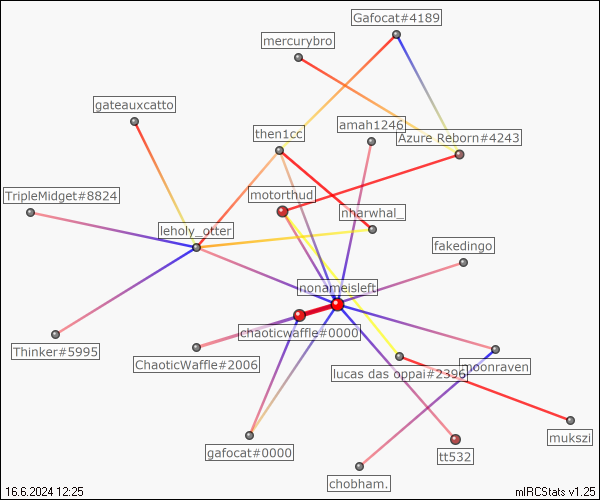 Gafocat#4189
mercurybro
gateauxcatto
amah1246
then1cc
Azure Reborn#4243
TripleMidget#8824
motorthud
nharwhal_
leholy_otter
fakedingo
nonameisleft
chaoticwaffle#0000
Thinker#5995
ChaoticWaffle#2006
lucas das oppai#2396
moonraven
mukszi
gafocat#0000
tt532
chobham.
16.6.2024 12:25
mIRCStats v1.25